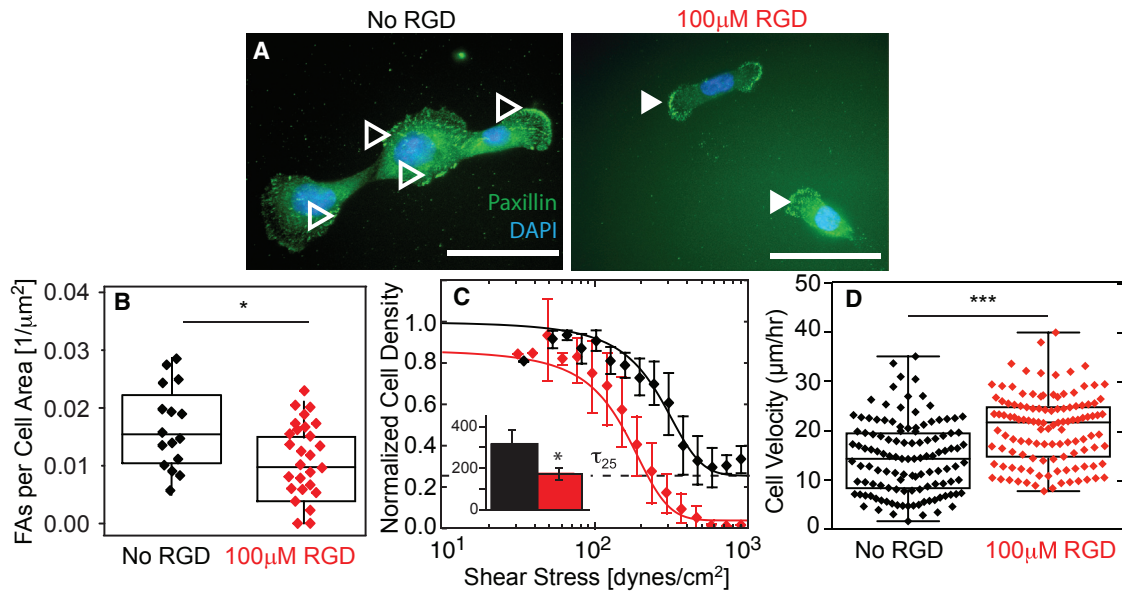 No RGD
100μM RGD
A
Paxillin
DAPI
B
*
FAs per Cell Area [1/μm²]
0.04
0.03
0.02
0.01
0.00
No RGD
100μM RGD
C
Normalized Cell Density
1.0
0.8
0.6
0.4
0.2
0.0
400
200
0
*
τ₂₅
10¹
10²
10³
Shear Stress [dynes/cm²]
D
***
Cell Velocity (μm/hr)
50
40
30
20
10
0
No RGD
100μM RGD